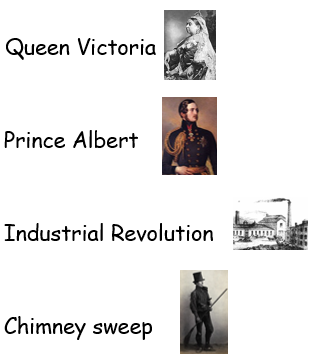 Queen Victoria
Prince Albert
Industrial Revolution
Chimney sweep